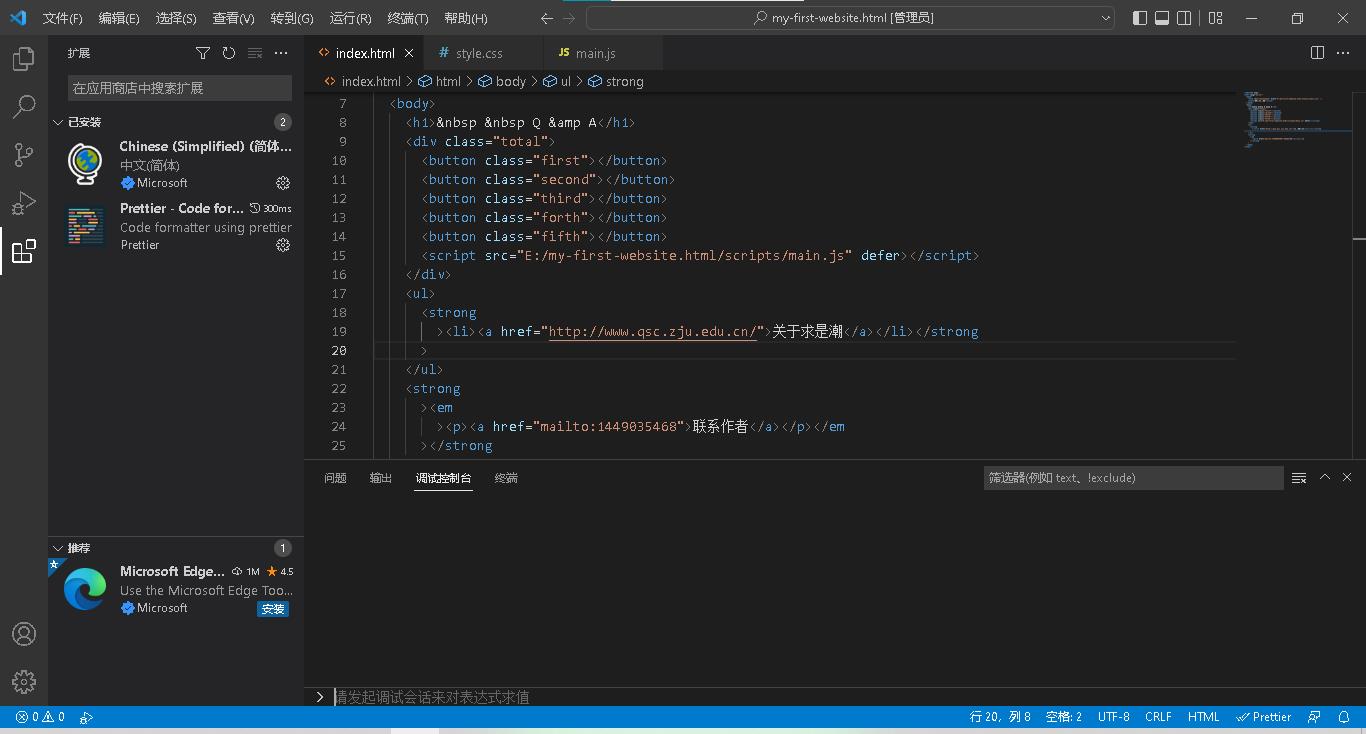 文件(F) 编辑(E) 选择(S) 查看(V) 转到(G) 运行(R) 终端(T) 帮助(H)
my-first-website.html [管理员]
扩展
在应用商店中搜索扩展
已安装 2
Chinese (Simplified) (简体...
中文(简体)
Microsoft
Prettier - Code for... 300ms
Code formatter using prettier
Prettier
推荐 1
Microsoft Edge... 1M 4.5
Use the Microsoft Edge Too...
Microsoft 安装
index.html # style.css JS main.js
index.html > html > body > ul > strong
7 <body>
8 <h1>&nbsp &nbsp Q &amp A</h1>
9 <div class="total">
10 <button class="first"></button>
11 <button class="second"></button>
12 <button class="third"></button>
13 <button class="forth"></button>
14 <button class="fifth"></button>
15 <script src="E:/my-first-website.html/scripts/main.js" defer></script>
16 </div>
17 <ul>
18 <strong
19 ><li><a href="http://www.qsc.zju.edu.cn/">关于求是潮</a></li></strong
20 >
21 </ul>
22 <strong
23 ><em
24 ><p><a href="mailto:1449035468">联系作者</a></p></em
25 ></strong
问题 输出 调试控制台 终端
筛选器(例如 text、!exclude)
请发起调试会话来对表达式求值
0 0
行 20，列 8 空格: 2 UTF-8 CRLF HTML Prettier